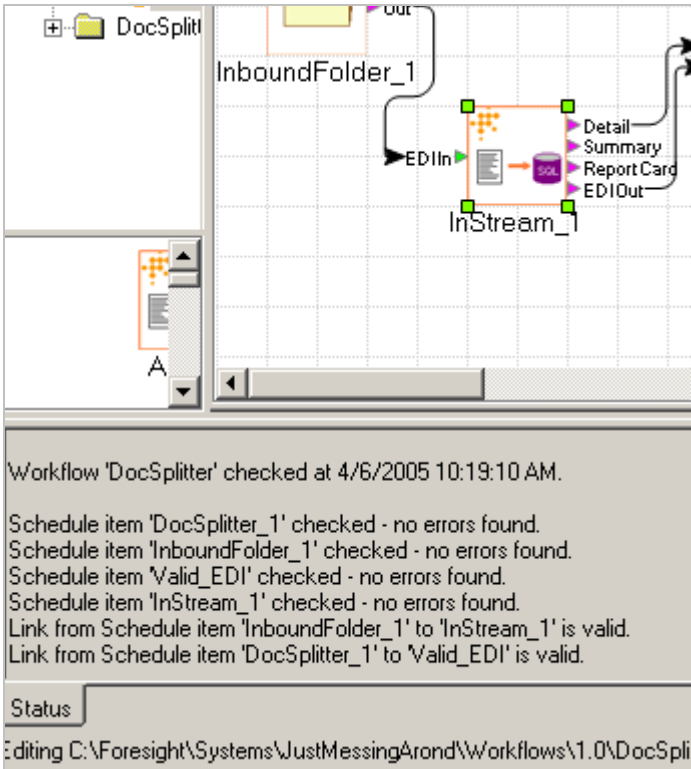 DocSplitt
Out
InboundFolder_1
EDIIn
Detail
Summary
Report Card
EDIOut
SQL
InStream_1
A
Workflow 'DocSplitter' checked at 4/6/2005 10:19:10 AM.
Schedule item 'DocSplitter_1' checked - no errors found.
Schedule item 'InboundFolder_1' checked - no errors found.
Schedule item 'Valid_EDI' checked - no errors found.
Schedule item 'InStream_1' checked - no errors found.
Link from Schedule item 'InboundFolder_1' to 'InStream_1' is valid.
Link from Schedule item 'DocSplitter_1' to 'Valid_EDI' is valid.
Status
Editing C:\Foresight\Systems\JustMessingArond\Workflows\1.0\DocSpli